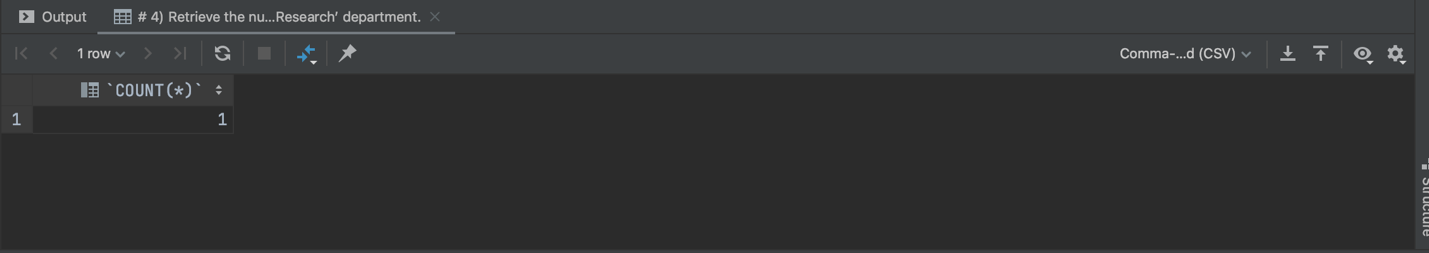 Output
# 4) Retrieve the nu...Research’ department.
1 row
Comma-...d (CSV)
`COUNT(*)`
1 1
Structure